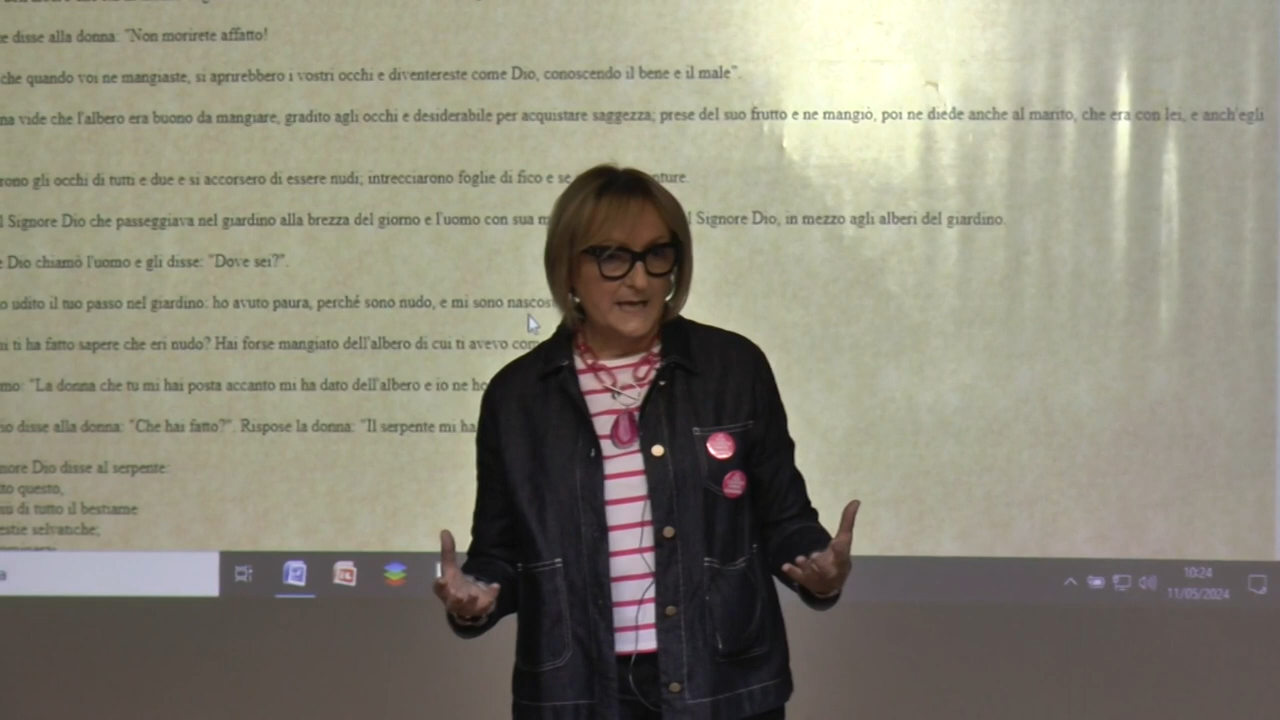 e disse alla donna: "Non morirete affatto!
che quando voi ne mangiaste, si aprirebbero i vostri occhi e diventereste come Dio, conoscendo il bene e il male".
na vide che l'albero era buono da mangiare, gradito agli occhi e desiderabile per acquistare saggezza; prese del suo frutto e ne mangiò, poi ne diede anche al marito, che era con lei, e anch'egli
rono gli occhi di tutti e due e si accorsero di essere nudi; intrecciarono foglie di fico e se nture.
l Signore Dio che passeggiava nel giardino alla brezza del giorno e l'uomo con sua m l Signore Dio, in mezzo agli alberi del giardino.
e Dio chiamò l'uomo e gli disse: "Dove sei?".
o udito il tuo passo nel giardino: ho avuto paura, perché sono nudo, e mi sono nascos
hi ti ha fatto sapere che eri nudo? Hai forse mangiato dell'albero di cui ti avevo com
mo: "La donna che tu mi hai posta accanto mi ha dato dell'albero e io ne ho
io disse alla donna: "Che hai fatto?". Rispose la donna: "Il serpente mi ha
nore Dio disse al serpente:
to questo,
più di tutto il bestiame
estie selvatiche;
a
10:24
11/05/2024